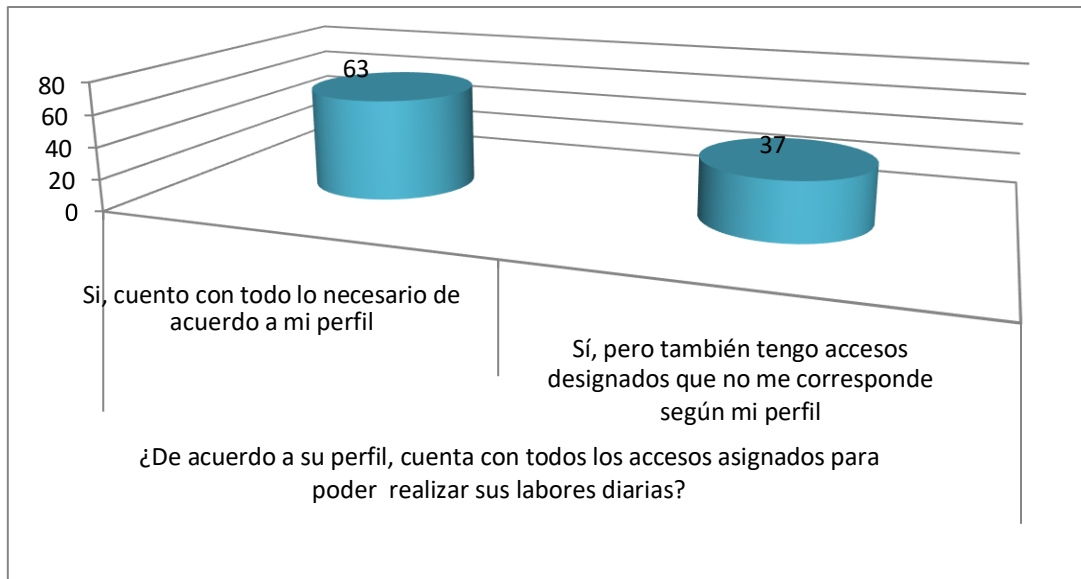 80
60
40
20
0
63
37
Si, cuento con todo lo necesario de
acuerdo a mi perfil
Sí, pero también tengo accesos
designados que no me corresponde
según mi perfil
¿De acuerdo a su perfil, cuenta con todos los accesos asignados para
poder realizar sus labores diarias?